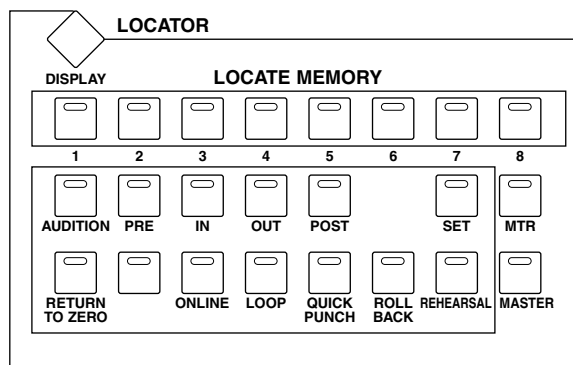 LOCATOR
DISPLAY
LOCATE MEMORY
1 2 3 4 5 6 7 8
AUDITION PRE IN OUT POST SET MTR
RETURN TO ZERO ONLINE LOOP QUICK PUNCH ROLL BACK REHEARSAL MASTER